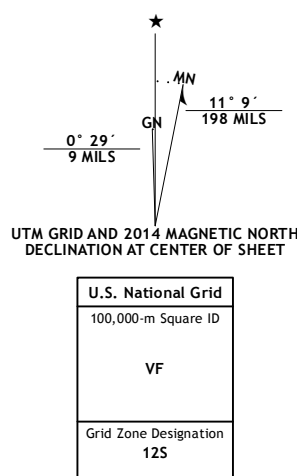 ★
MN
GN
11° 9´
198 MILS
0° 29´
9 MILS
UTM GRID AND 2014 MAGNETIC NORTH
DECLINATION AT CENTER OF SHEET
U.S. National Grid
100,000-m Square ID
VF
Grid Zone Designation
12S